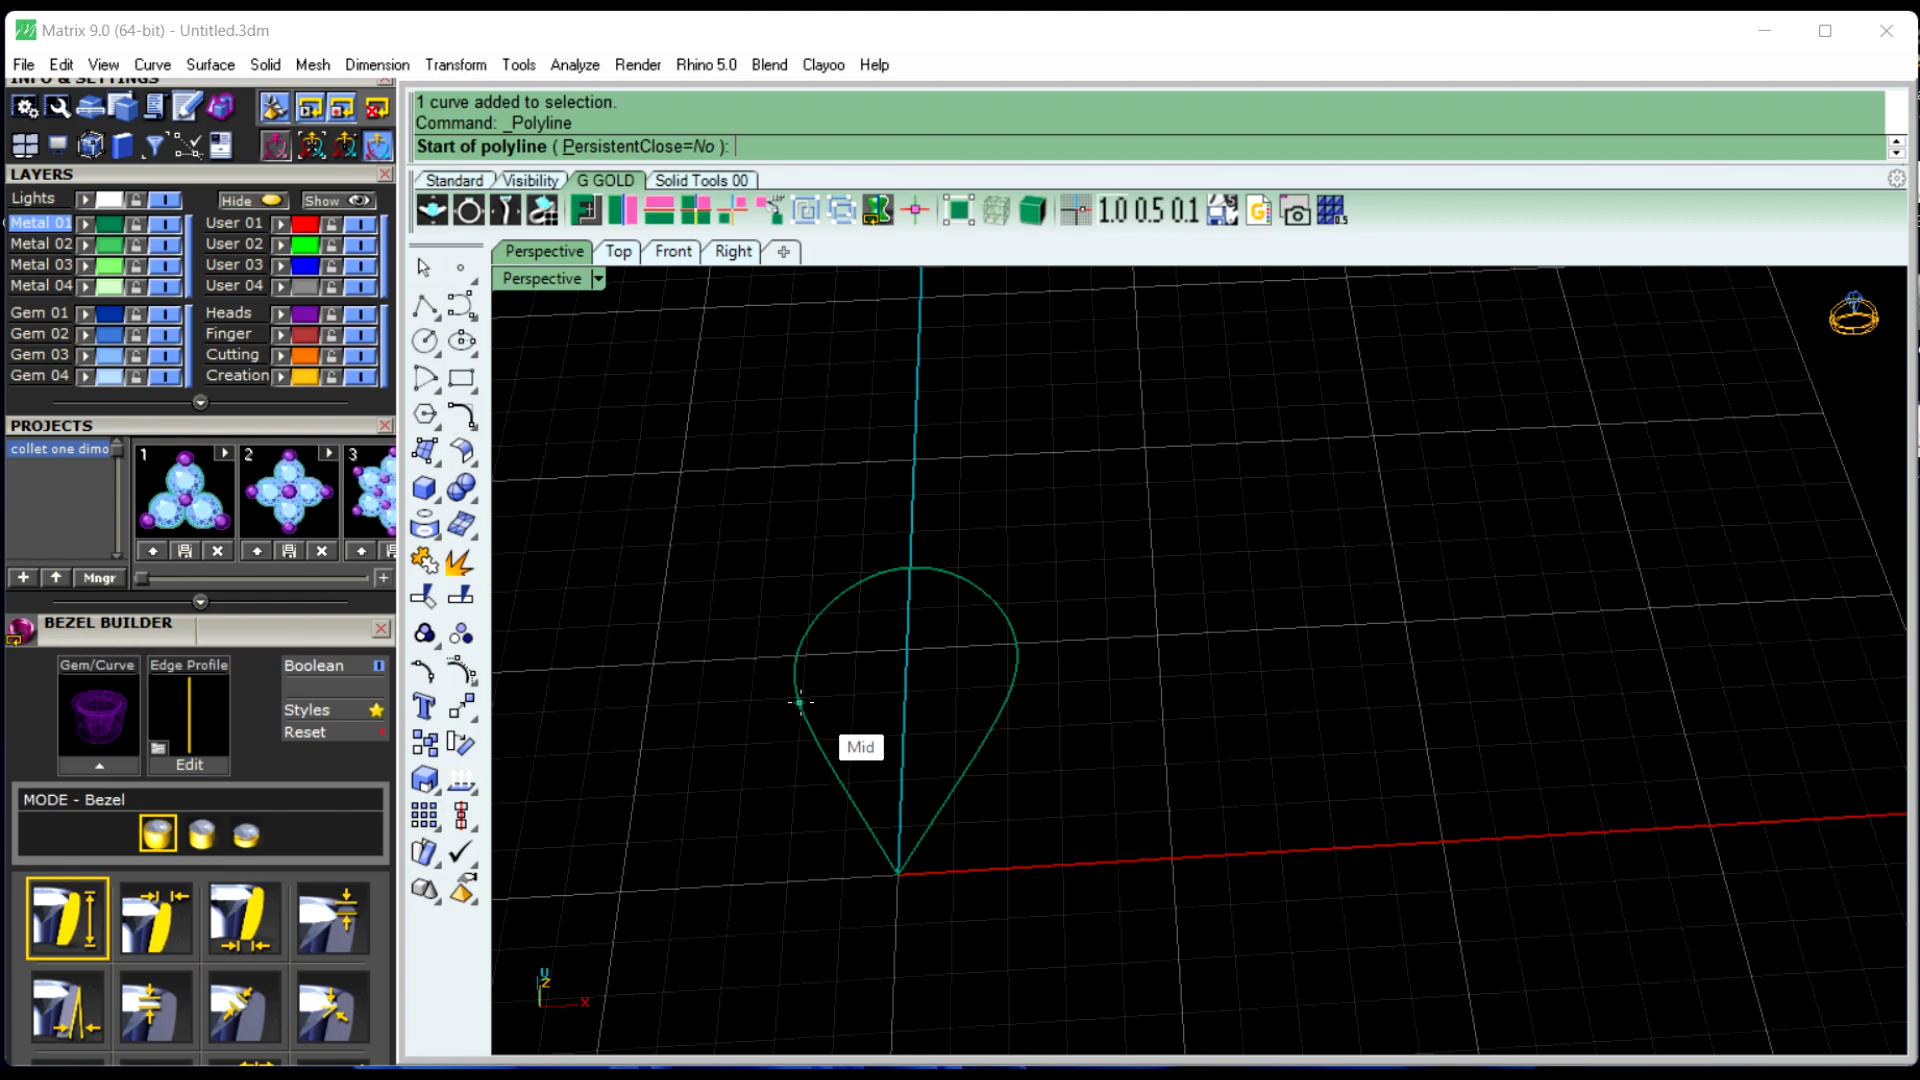 Matrix 9.0 (64-bit) - Untitled.3dm
File Edit View Curve Surface Solid Mesh Dimension Transform Tools Analyze Render Rhino 5.0 Blend Clayoo Help
INFO & SETTINGS
1 curve added to selection.
Command: _Polyline
Start of polyline ( PersistentClose=No ):
LAYERS
Standard Visibility G GOLD Solid Tools 00
Lights Hide Show
Metal 01 User 01
Metal 02 User 02
Metal 03 User 03
Metal 04 User 04
Gem 01 Heads
Gem 02 Finger
Gem 03 Cutting
Gem 04 Creation
1.0 0.5 0.1
G
0.5
Perspective Top Front Right
Perspective
PROJECTS
collet one dimo
1 2 3
Mngr
BEZEL BUILDER
Gem/Curve Edge Profile Boolean
Styles
Reset
Edit
MODE - Bezel
T
Mid
z
x